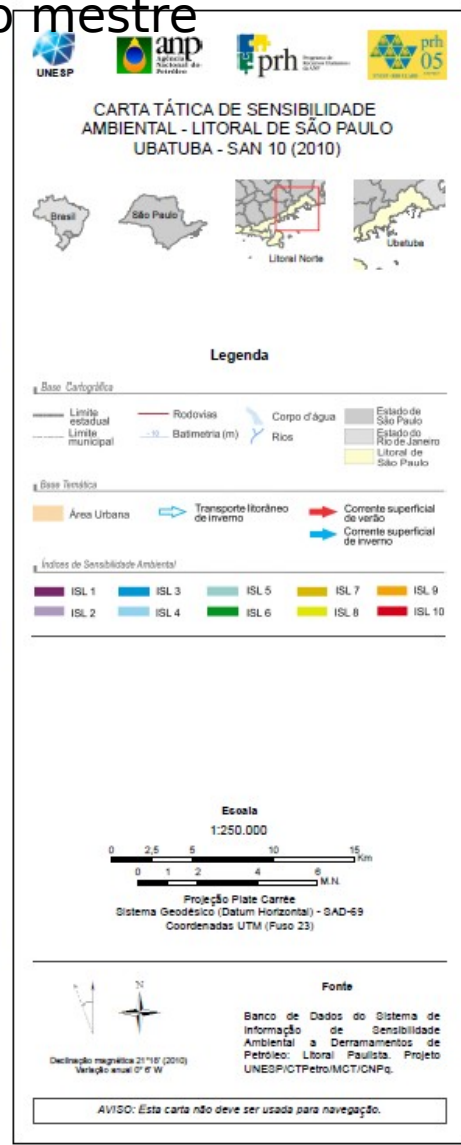 o mestre
UNESP
anp
Agência
Nacional do
Petróleo
prh
Programa de
Recursos Humanos
da ANP
prh
05
CARTA TÁTICA DE SENSIBILIDADE
AMBIENTAL - LITORAL DE SÃO PAULO
UBATUBA - SAN 10 (2010)
Brasil
São Paulo
Litoral Norte
Ubatuba
Legenda
Base Cartográfica
Limite
estadual
Limite
municipal
Rodovias
-10 Batimetria (m)
Corpo d'água
Rios
Estado de
São Paulo
Estado do
Rio de Janeiro
Litoral de
São Paulo
Base Temática
Área Urbana
Transporte litorâneo
de inverno
Corrente superficial
de verão
Corrente superficial
de inverno
Índices de Sensibilidade Ambiental
ISL 1 ISL 3 ISL 5 ISL 7 ISL 9
ISL 2 ISL 4 ISL 6 ISL 8 ISL 10
Escala
1:250.000
0 2,5 5 10 15
Km
0 1 2 4 6
M.N.
Projeção Plate Carrée
Sistema Geodésico (Datum Horizontal) - SAD-69
Coordenadas UTM (Fuso 23)
N
Declinação magnética 21°18' (2010)
Variação anual 0° 6' W
Fonte
Banco de Dados do Sistema de
Informação de Sensibilidade
Ambiental a Derramamentos de
Petróleo: Litoral Paulista. Projeto
UNESP/CTPetro/MCT/CNPq.
AVISO: Esta carta não deve ser usada para navegação.